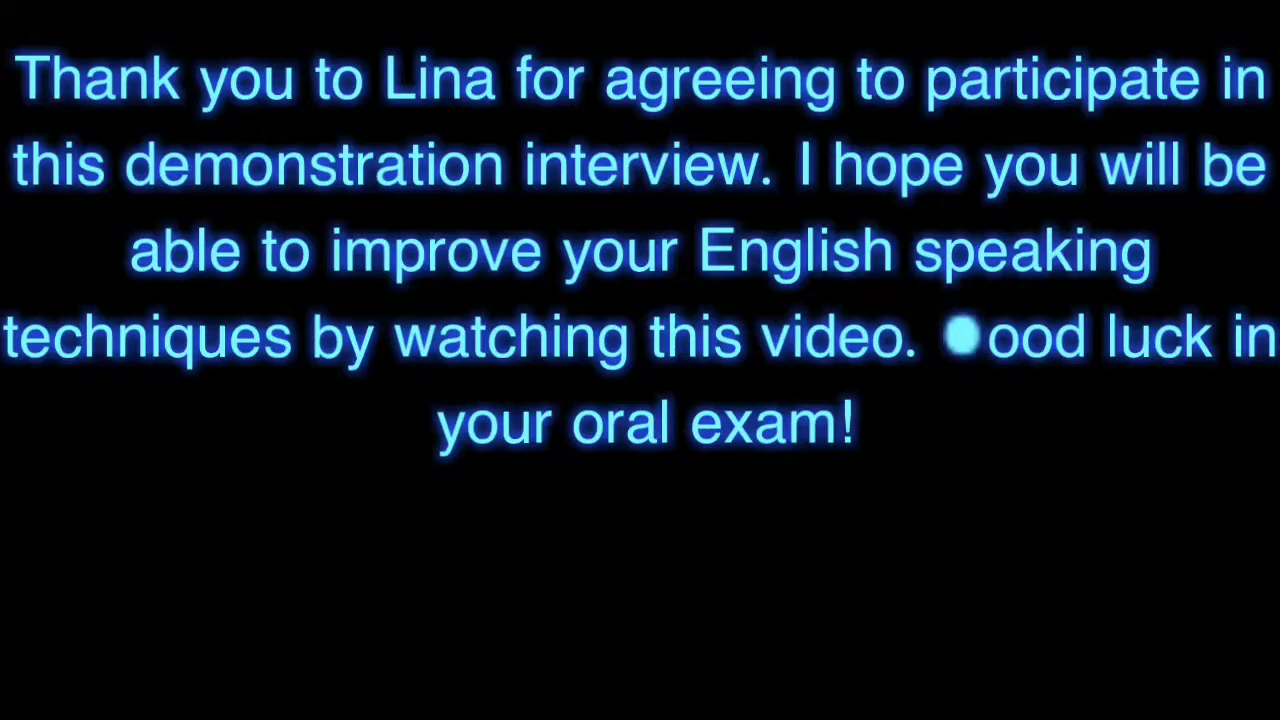 Thank you to Lina for agreeing to participate in
this demonstration interview. I hope you will be
able to improve your English speaking
techniques by watching this video. ood luck in
your oral exam!